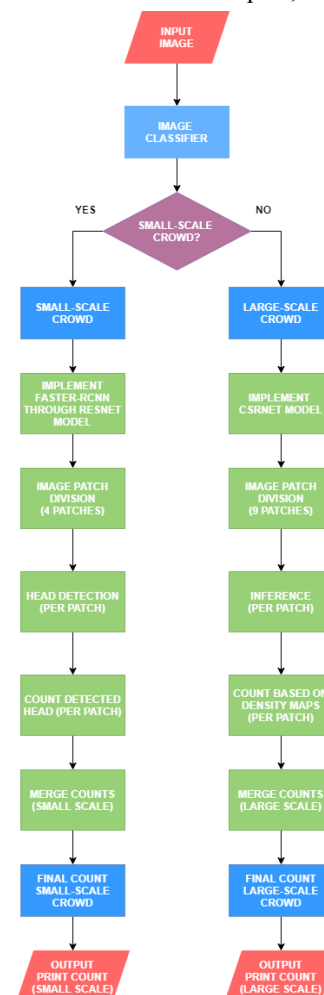 INPUT
IMAGE
IMAGE
CLASSIFIER
SMALL-SCALE
CROWD?
YES
NO
SMALL-SCALE
CROWD
IMPLEMENT
FASTER-RCNN
THROUGH RESNET
MODEL
IMAGE PATCH
DIVISION
(4 PATCHES)
HEAD DETECTION
(PER PATCH)
COUNT DETECTED
HEAD (PER PATCH)
MERGE COUNTS
(SMALL SCALE)
FINAL COUNT
SMALL-SCALE
CROWD
OUTPUT
PRINT COUNT
(SMALL SCALE)
LARGE-SCALE
CROWD
IMPLEMENT
CSRNET MODEL
IMAGE PATCH
DIVISION
(9 PATCHES)
INFERENCE
(PER PATCH)
COUNT BASED ON
DENSITY MAPS
(PER PATCH)
MERGE COUNTS
(LARGE SCALE)
FINAL COUNT
LARGE-SCALE
CROWD
OUTPUT
PRINT COUNT
(LARGE SCALE)